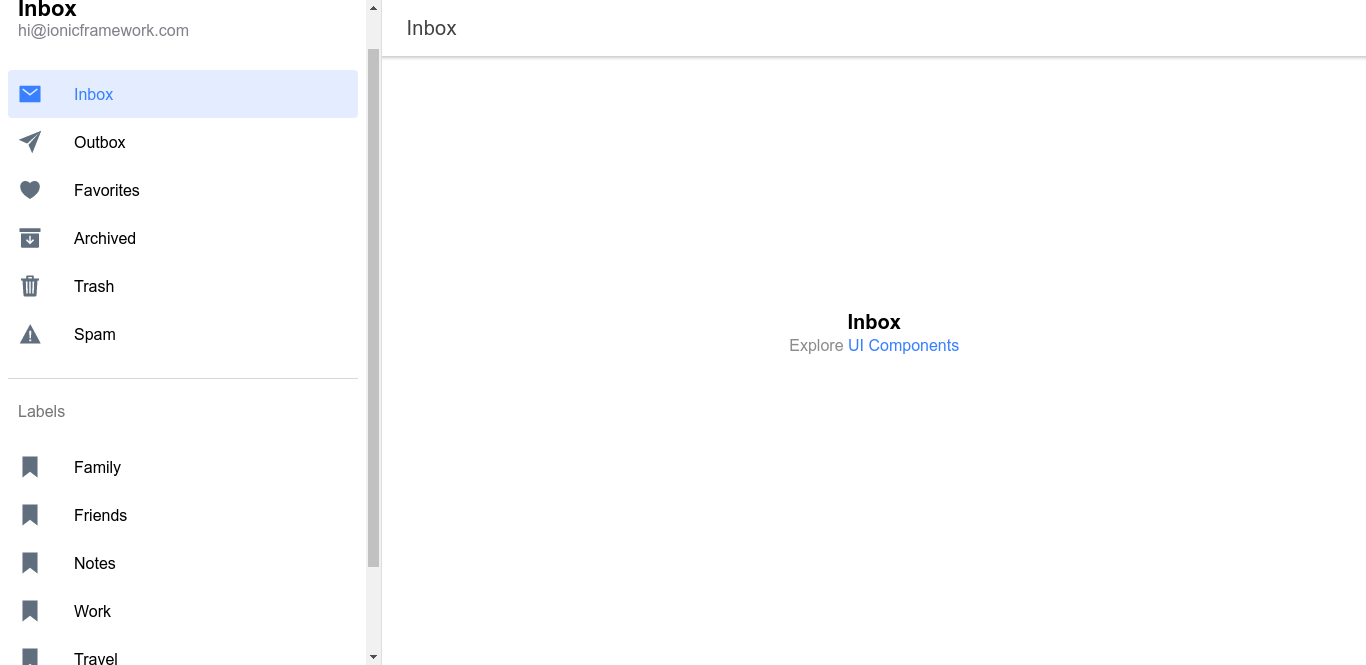 Inbox
hi@ionicframework.com
Inbox
Outbox
Favorites
Archived
Trash
Spam
Labels
Family
Friends
Notes
Work
Travel
Inbox
Inbox
Explore UI Components